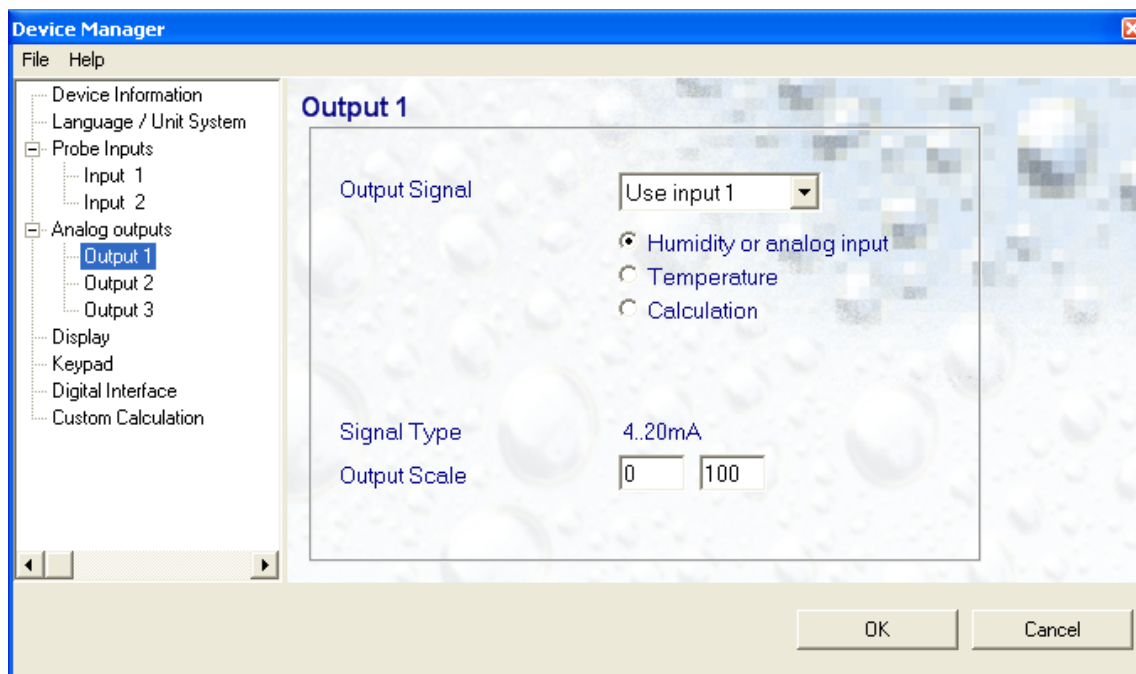 Device Manager
File Help
Device Information
Language / Unit System
Probe Inputs
Input 1
Input 2
Analog outputs
Output 1
Output 2
Output 3
Display
Keypad
Digital Interface
Custom Calculation
Output 1
Output Signal Use input 1
Humidity or analog input
Temperature
Calculation
Signal Type 4..20mA
Output Scale 0 100
OK Cancel